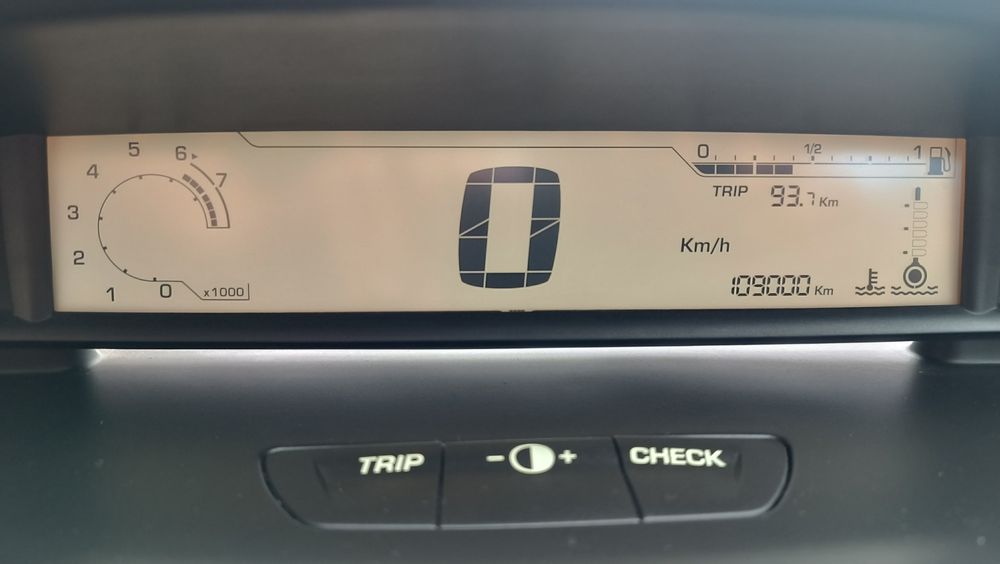 5 6
4 7
3
2
1 0 x1000
0
0 1/2 1
TRIP 93.7 Km
Km/h
109000 Km
TRIP - + CHECK